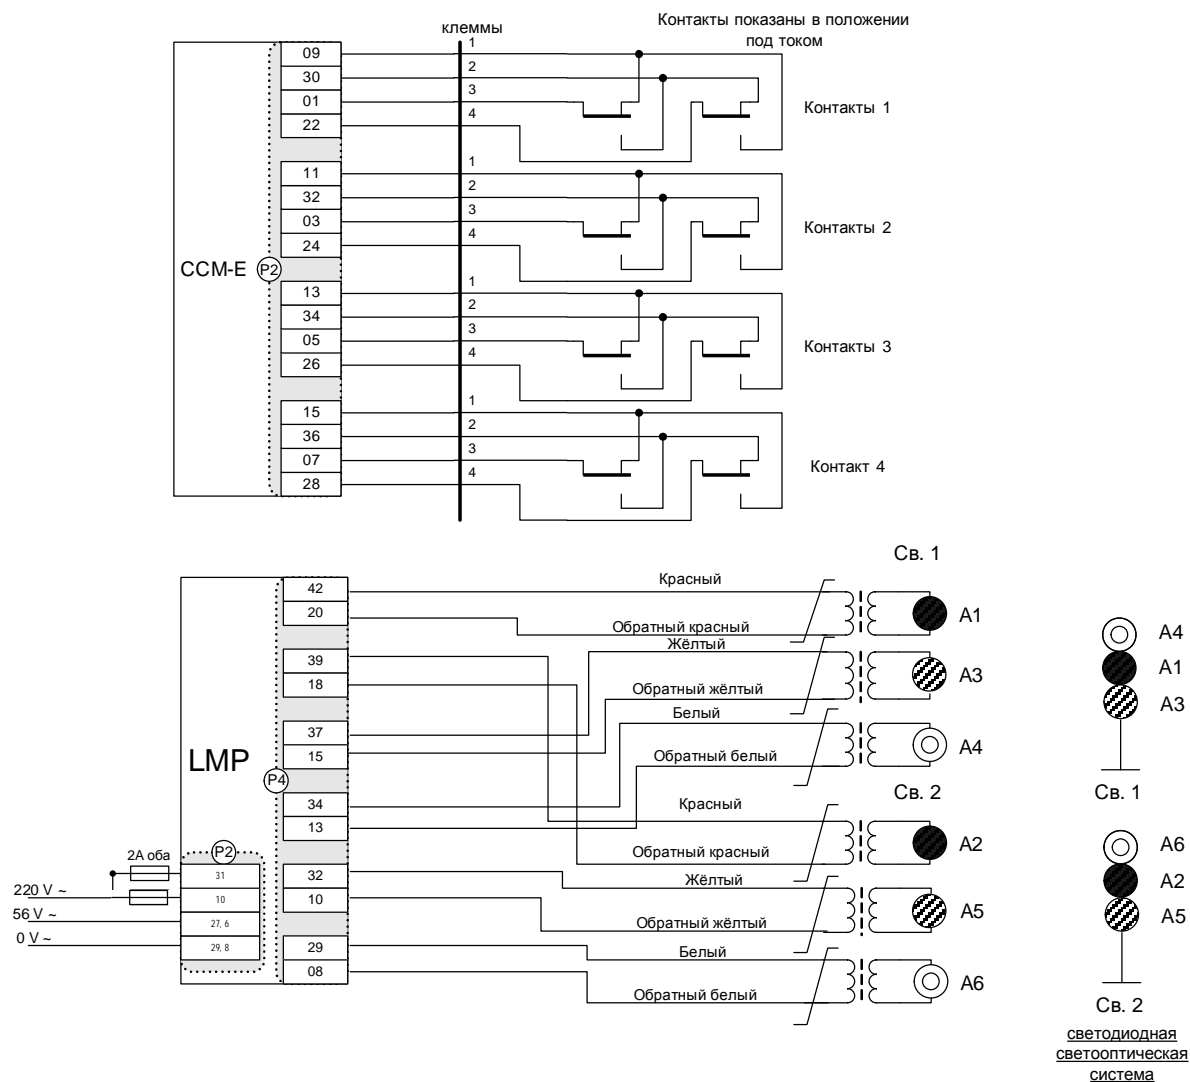 Контакты показаны в положении
под током
клеммы
09
30
01
22
1
2
3
4
Контакты 1
11
32
03
24
1
2
3
4
Контакты 2
CCM-E
P2
13
34
05
26
1
2
3
4
Контакты 3
15
36
07
28
1
2
3
4
Контакт 4
Св. 1
42
20
Красный
Обратный красный
A1
39
18
Жёлтый
Обратный жёлтый
A3
37
15
Белый
Обратный белый
A4
LMP
P4
34
13
Св. 2
Красный
Обратный красный
A2
32
10
Жёлтый
Обратный жёлтый
A5
29
08
Белый
Обратный белый
A6
P2
2А оба
31
220 V ~
10
56 V ~
27, 6
0 V ~
29, 8
A4
A1
A3
Св. 1
A6
A2
A5
Св. 2
светодиодная
светооптическая
система